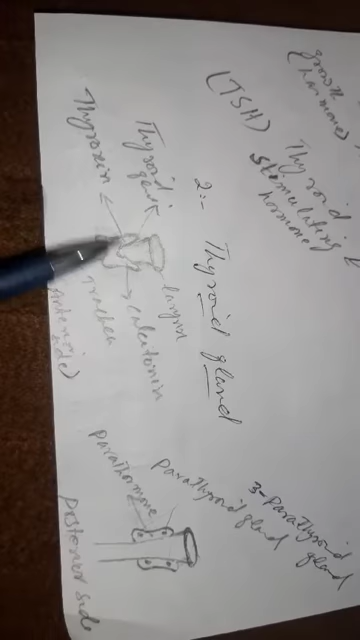 growth
hormone)
(TSH) Thyroid
stimulating
hormone
2:- Thyroid gland
Thyroid
gland
Thyroxin
larynx
calcitonin
Trachea
side)
3- Parathyroid
gland
Parathyroid gland
Parathormone
Posterior side